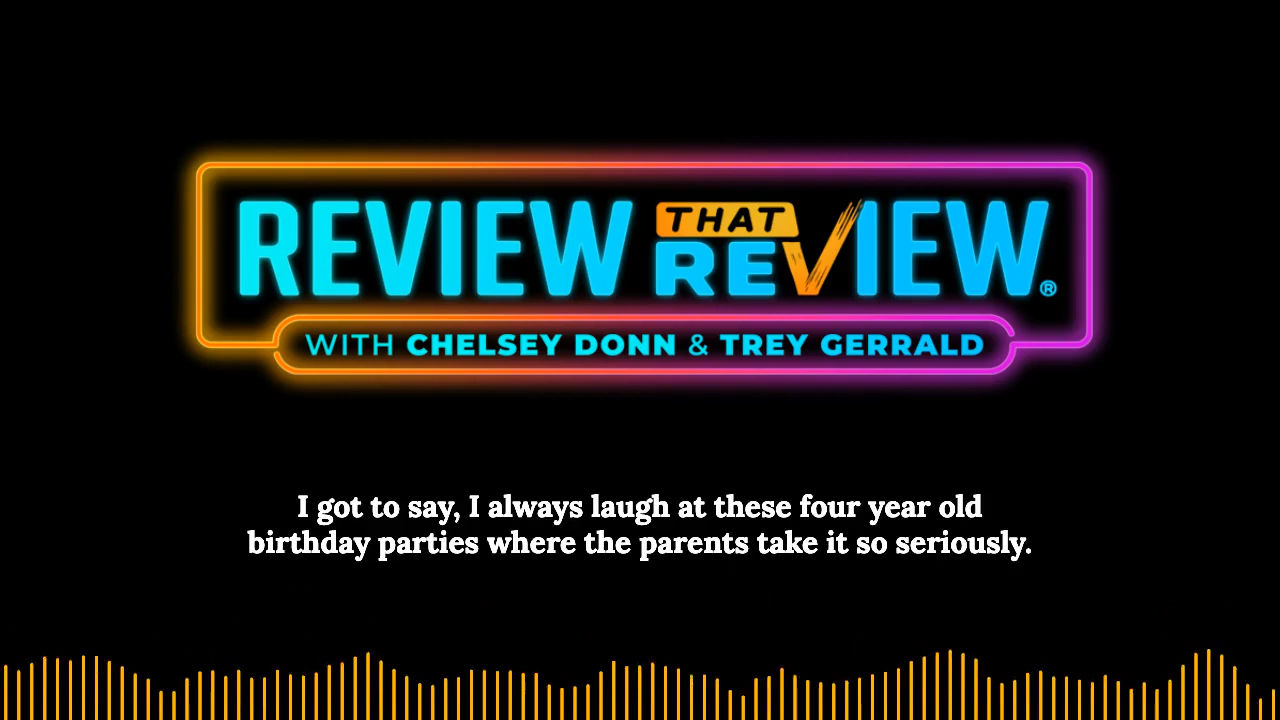 REVIEW THAT REVIEW®
WITH CHELSEY DONN & TREY GERRALD
I got to say, I always laugh at these four year old
birthday parties where the parents take it so seriously.